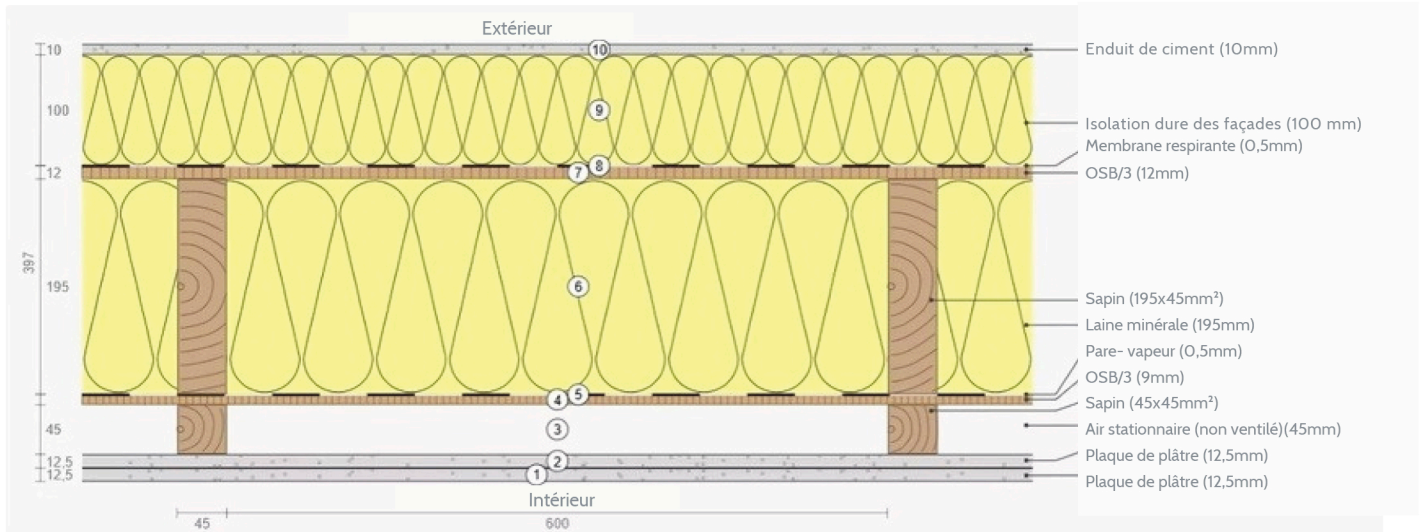 Extérieur
10
10
Enduit de ciment (10mm)
100
9
Isolation dure des façades (100 mm)
Membrane respirante (0,5mm)
8
12
7
OSB/3 (12mm)
397
195
6
Sapin (195x45mm²)
Laine minérale (195mm)
Pare- vapeur (0,5mm)
OSB/3 (9mm)
5
4
Sapin (45x45mm²)
45
3
Air stationnaire (non ventilé)(45mm)
12,5
2
Plaque de plâtre (12,5mm)
12,5
1
Plaque de plâtre (12,5mm)
Intérieur
45
600